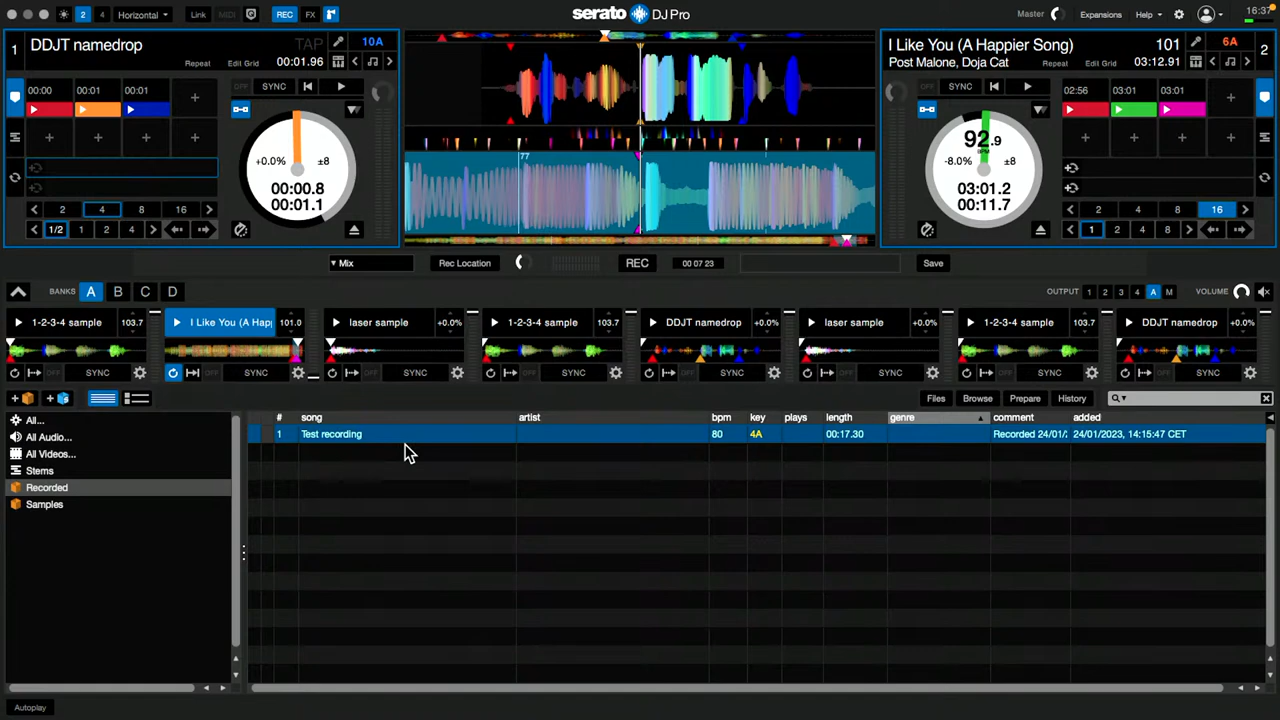 2 4 Horizontal Link MIDI REC FX serato DJ Pro Master Expansions Help 16:37
1 DDJT namedrop TAP 10A
Repeat Edit Grid 00:01.96
I Like You (A Happier Song) 101 6A 2
Post Malone, Doja Cat Repeat Edit Grid 03:12.91
00:00 00:01 00:01 OFF SYNC
+0.0% ±8
00:00.8
00:01.1
2 4 8 16
1/2 1 2 4
77
OFF SYNC 02:56 03:01 03:01
92.9
BPM
-8.0% ±8
03:01.2
00:11.7
2 4 8 16
1 2 4 8
Mix Rec Location REC 00 07 23 Save
BANKS A B C D OUTPUT 1 2 3 4 A M VOLUME
1-2-3-4 sample 103.7 I Like You (A Happ 101.0 laser sample +0.0% 1-2-3-4 sample 103.7 DDJT namedrop +0.0% laser sample +0.0% 1-2-3-4 sample 103.7 DDJT namedrop +0.0%
OFF SYNC SYNC OFF SYNC OFF SYNC OFF SYNC OFF SYNC OFF SYNC OFF SYNC
Files Browse Prepare History
All...
All Audio...
All Videos...
Stems
Recorded
Samples
# song artist bpm key plays length genre comment added
1 Test recording 80 4A 00:17.30 Recorded 24/01/2 24/01/2023, 14:15:47 CET
Autoplay